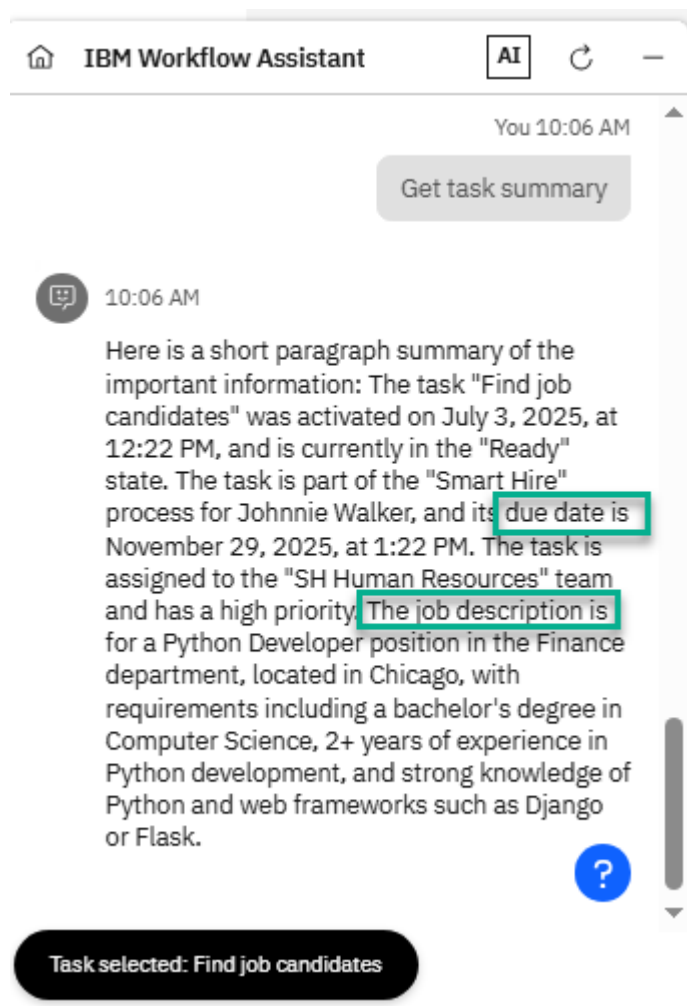 IBM Workflow Assistant
AI
You 10:06 AM
Get task summary
10:06 AM
Here is a short paragraph summary of the
important information: The task "Find job
candidates" was activated on July 3, 2025, at
12:22 PM, and is currently in the "Ready"
state. The task is part of the "Smart Hire"
process for Johnnie Walker, and its due date is
November 29, 2025, at 1:22 PM. The task is
assigned to the "SH Human Resources" team
and has a high priority. The job description is
for a Python Developer position in the Finance
department, located in Chicago, with
requirements including a bachelor's degree in
Computer Science, 2+ years of experience in
Python development, and strong knowledge of
Python and web frameworks such as Django
or Flask.
?
Task selected: Find job candidates